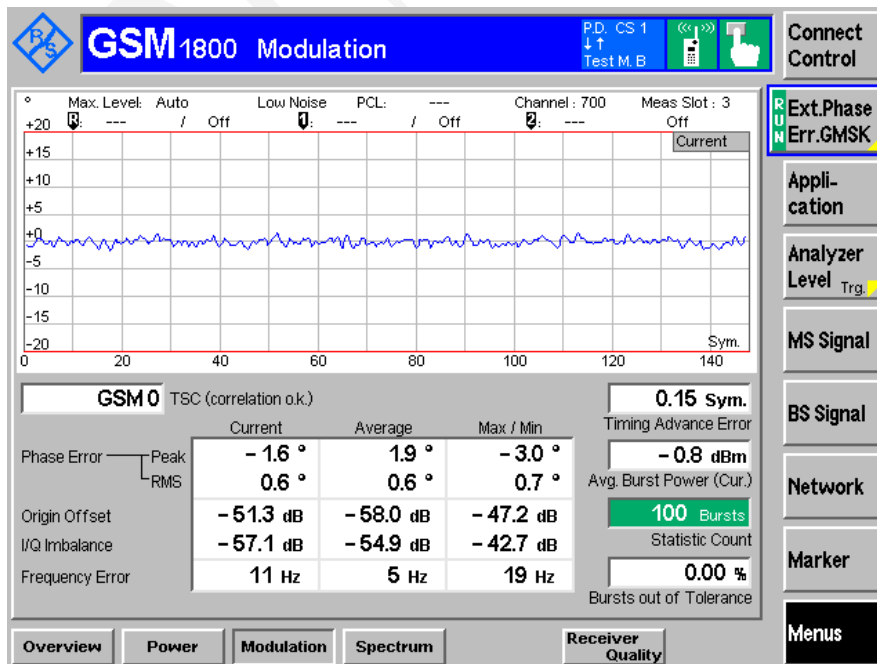 R&S
GSM 1800 Modulation
P.D. CS 1
↓↑
Test M. B
Connect Control
° Max. Level: Auto Low Noise PCL: --- Channel : 700 Meas Slot : 3
R: --- / Off 1: --- / Off 2: --- Off
Current
+20
+15
+10
+5
+0
-5
-10
-15
-20
Sym.
0 20 40 60 80 100 120 140
RUN
Ext.Phase
Err.GMSK
Appli-
cation
Analyzer
Level Trg.
MS Signal
BS Signal
Network
Marker
Menus
GSM 0 TSC (correlation o.k.)
Current Average Max / Min
Phase Error Peak – 1.6 ° 1.9 ° – 3.0 °
RMS 0.6 ° 0.6 ° 0.7 °
Origin Offset – 51.3 dB – 58.0 dB – 47.2 dB
I/Q Imbalance – 57.1 dB – 54.9 dB – 42.7 dB
Frequency Error 11 Hz 5 Hz 19 Hz
0.15 Sym.
Timing Advance Error
– 0.8 dBm
Avg. Burst Power (Cur.)
100 Bursts
Statistic Count
0.00 %
Bursts out of Tolerance
Overview Power Modulation Spectrum Receiver
Quality